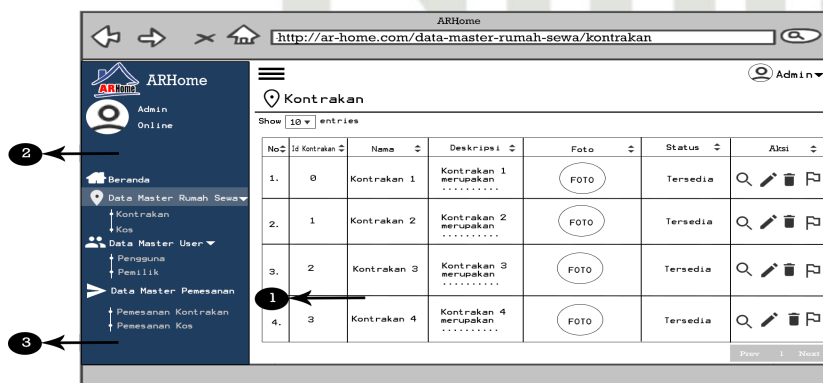 ARHome
http://ar-home.com/data-master-rumah-sewa/kontrakan
ARHome
ARHome
Admin
Online
Admin
Kontrakan
Show 10 entries
2
Beranda
Data Master Rumah Sewa
Kontrakan
Kos
Data Master User
Pengguna
Pemilik
Data Master Pemesanan
Pemesanan Kontrakan
Pemesanan Kos
3
1
No Id Kontrakan Nama Deskripsi Foto Status Aksi
1. 0 Kontrakan 1 Kontrakan 1 merupakan .......... FOTO Tersedia
2. 1 Kontrakan 2 Kontrakan 2 merupakan .......... FOTO Tersedia
3. 2 Kontrakan 3 Kontrakan 3 merupakan .......... FOTO Tersedia
4. 3 Kontrakan 4 Kontrakan 4 merupakan .......... FOTO Tersedia
Prev 1 Next